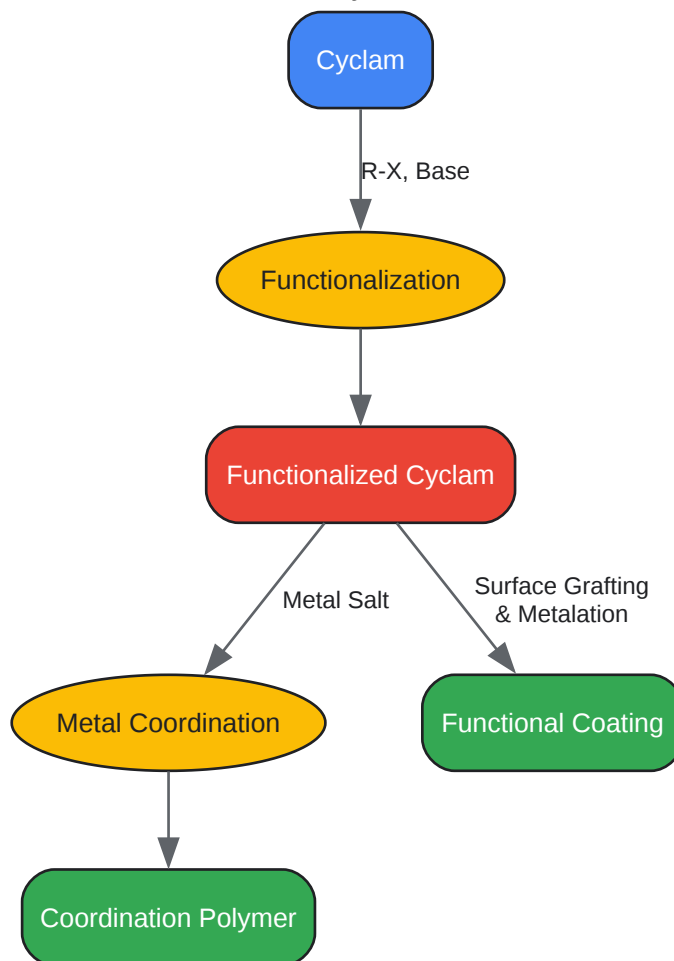 Cyclam
R-X, Base
Functionalization
Functionalized Cyclam
Metal Salt
Surface Grafting
& Metalation
Metal Coordination
Functional Coating
Coordination Polymer